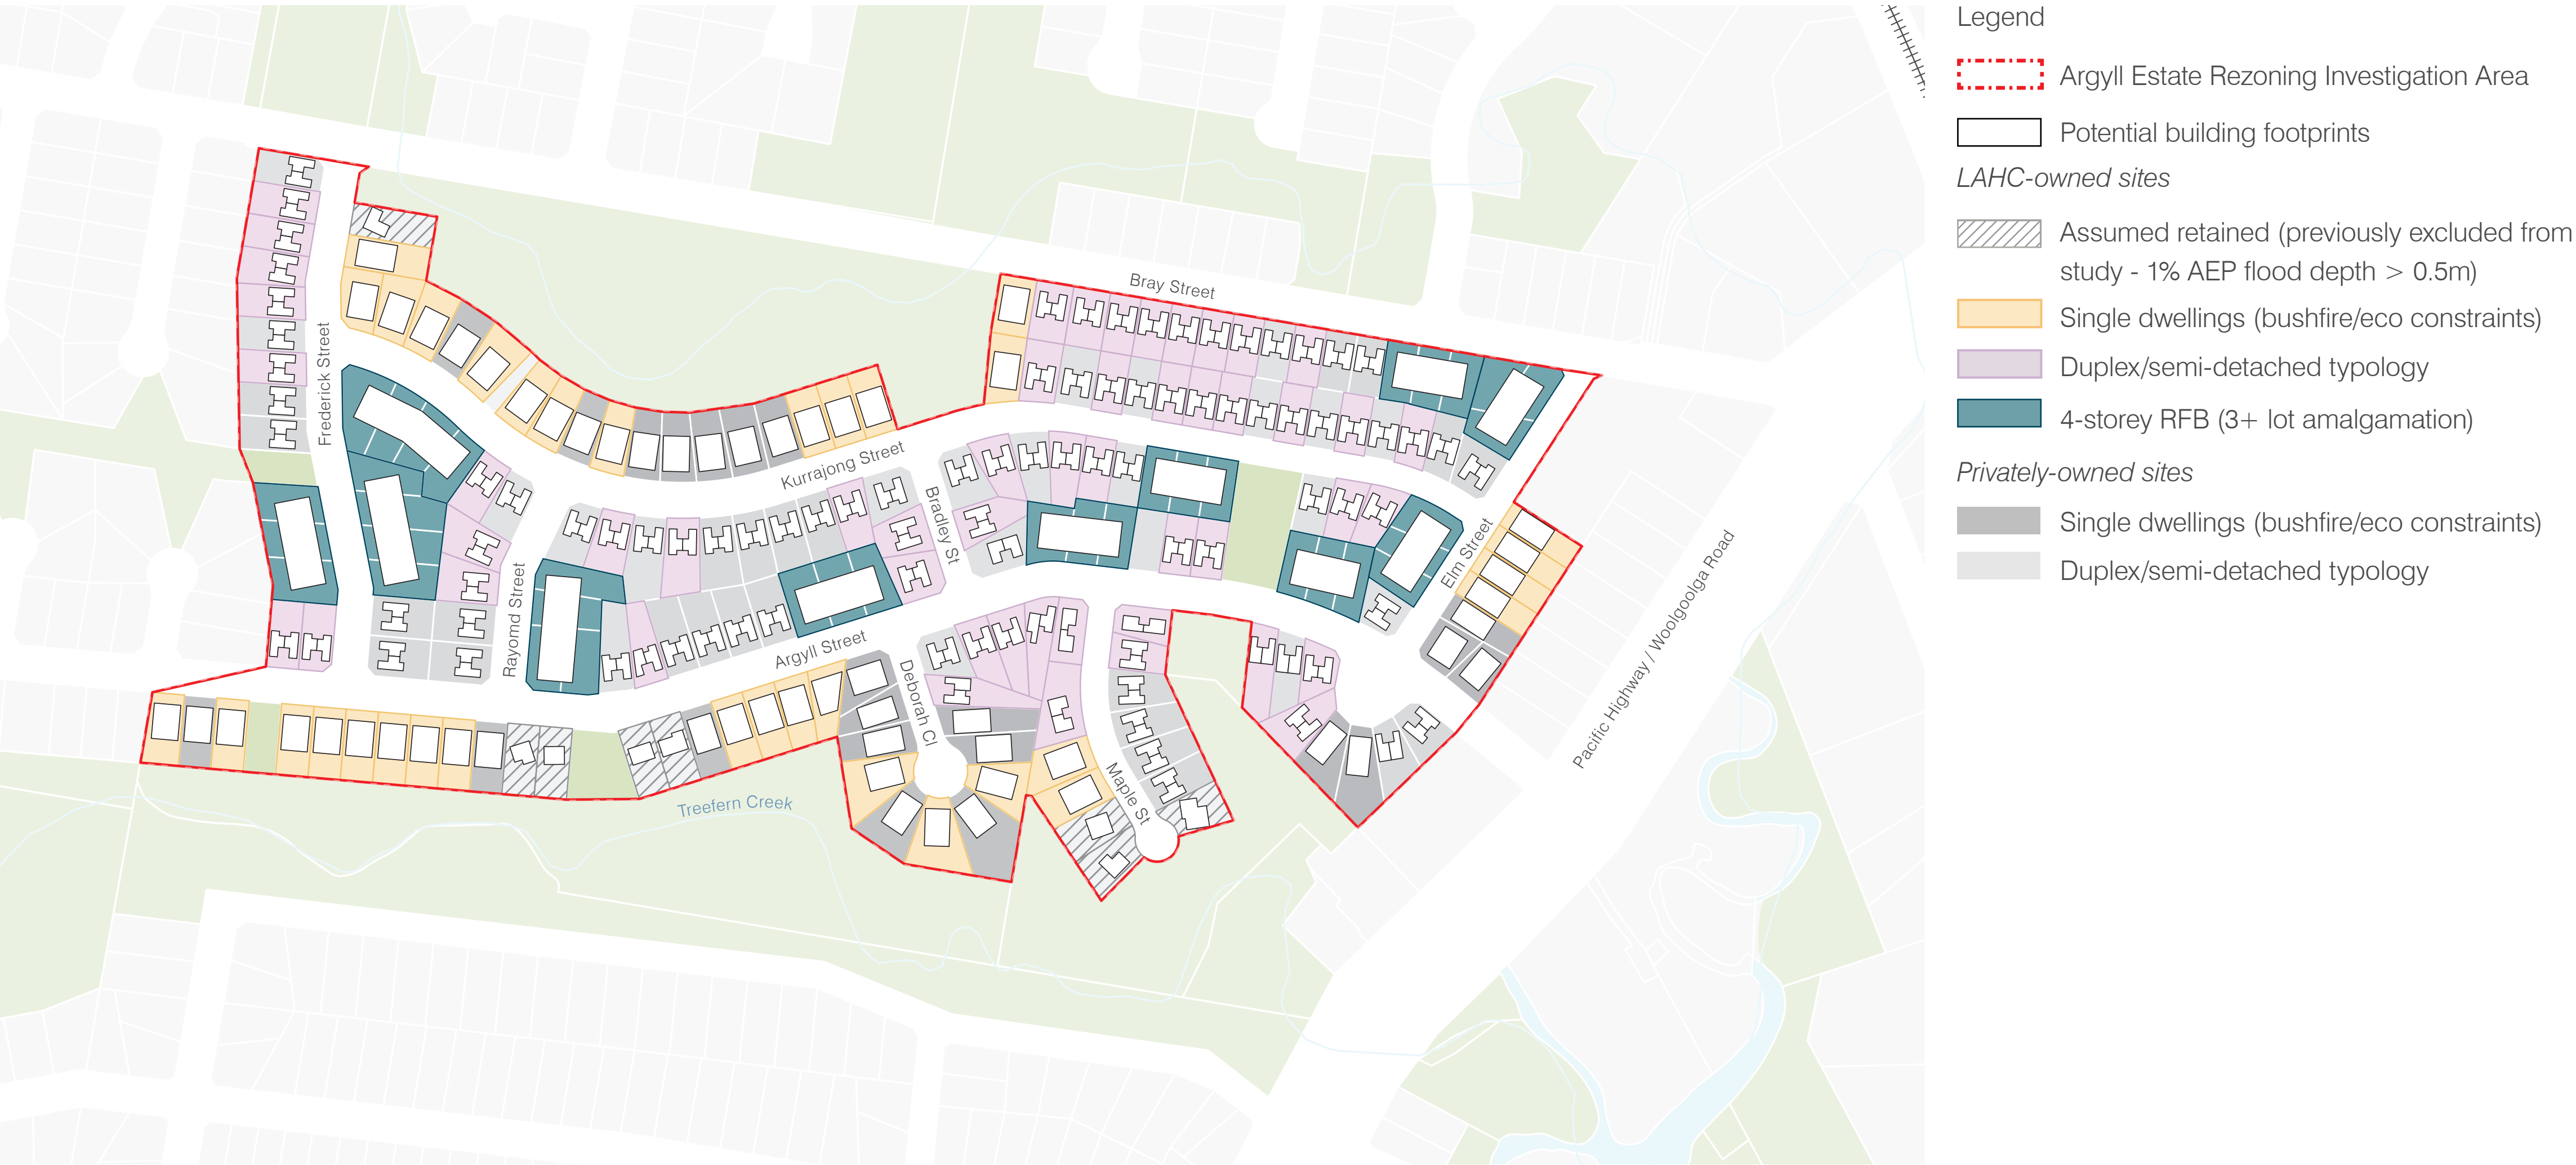 Legend
Argyll Estate Rezoning Investigation Area
Potential building footprints
LAHC-owned sites
Assumed retained (previously excluded from
study - 1% AEP flood depth > 0.5m)
Single dwellings (bushfire/eco constraints)
Duplex/semi-detached typology
4-storey RFB (3+ lot amalgamation)
Privately-owned sites
Single dwellings (bushfire/eco constraints)
Duplex/semi-detached typology
Bray Street
Frederick Street
Kurrajong Street
Bradley St
Elm Street
Rayomd Street
Argyll Street
Deborah Cl
Maple St
Pacific Highway / Woolgoolga Road
Treefern Creek